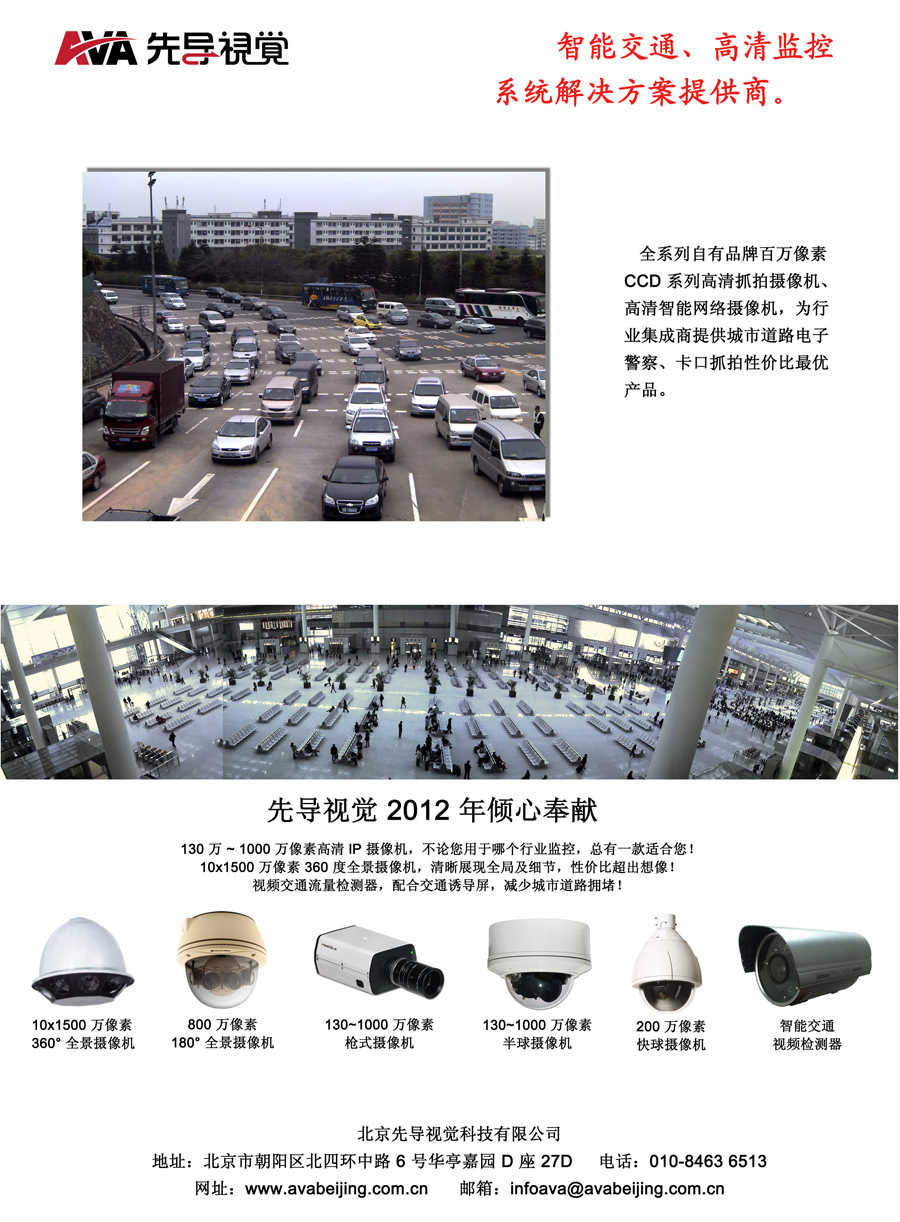 AVA 先导視覚
智能交通、高清监控
系统解决方案提供商。
全系列自有品牌百万像素
CCD 系列高清抓拍摄像机、
高清智能网络摄像机，为行
业集成商提供城市道路电子
警察、卡口抓拍性价比最优
产品。
先导视觉 2012 年倾心奉献
130 万 ~ 1000 万像素高清 IP 摄像机，不论您用于哪个行业监控，总有一款适合您！
10x1500 万像素 360 度全景摄像机，清晰展现全局及细节，性价比超出想像！
视频交通流量检测器，配合交通诱导屏，减少城市道路拥堵！
10x1500 万像素
360° 全景摄像机
800 万像素
180° 全景摄像机
130~1000 万像素
枪式摄像机
130~1000 万像素
半球摄像机
200 万像素
快球摄像机
智能交通
视频检测器
北京先导视觉科技有限公司
地址：北京市朝阳区北四环中路 6 号华亭嘉园 D 座 27D 电话：010-8463 6513
网址：www.avabeijing.com.cn 邮箱：infoava@avabeijing.com.cn